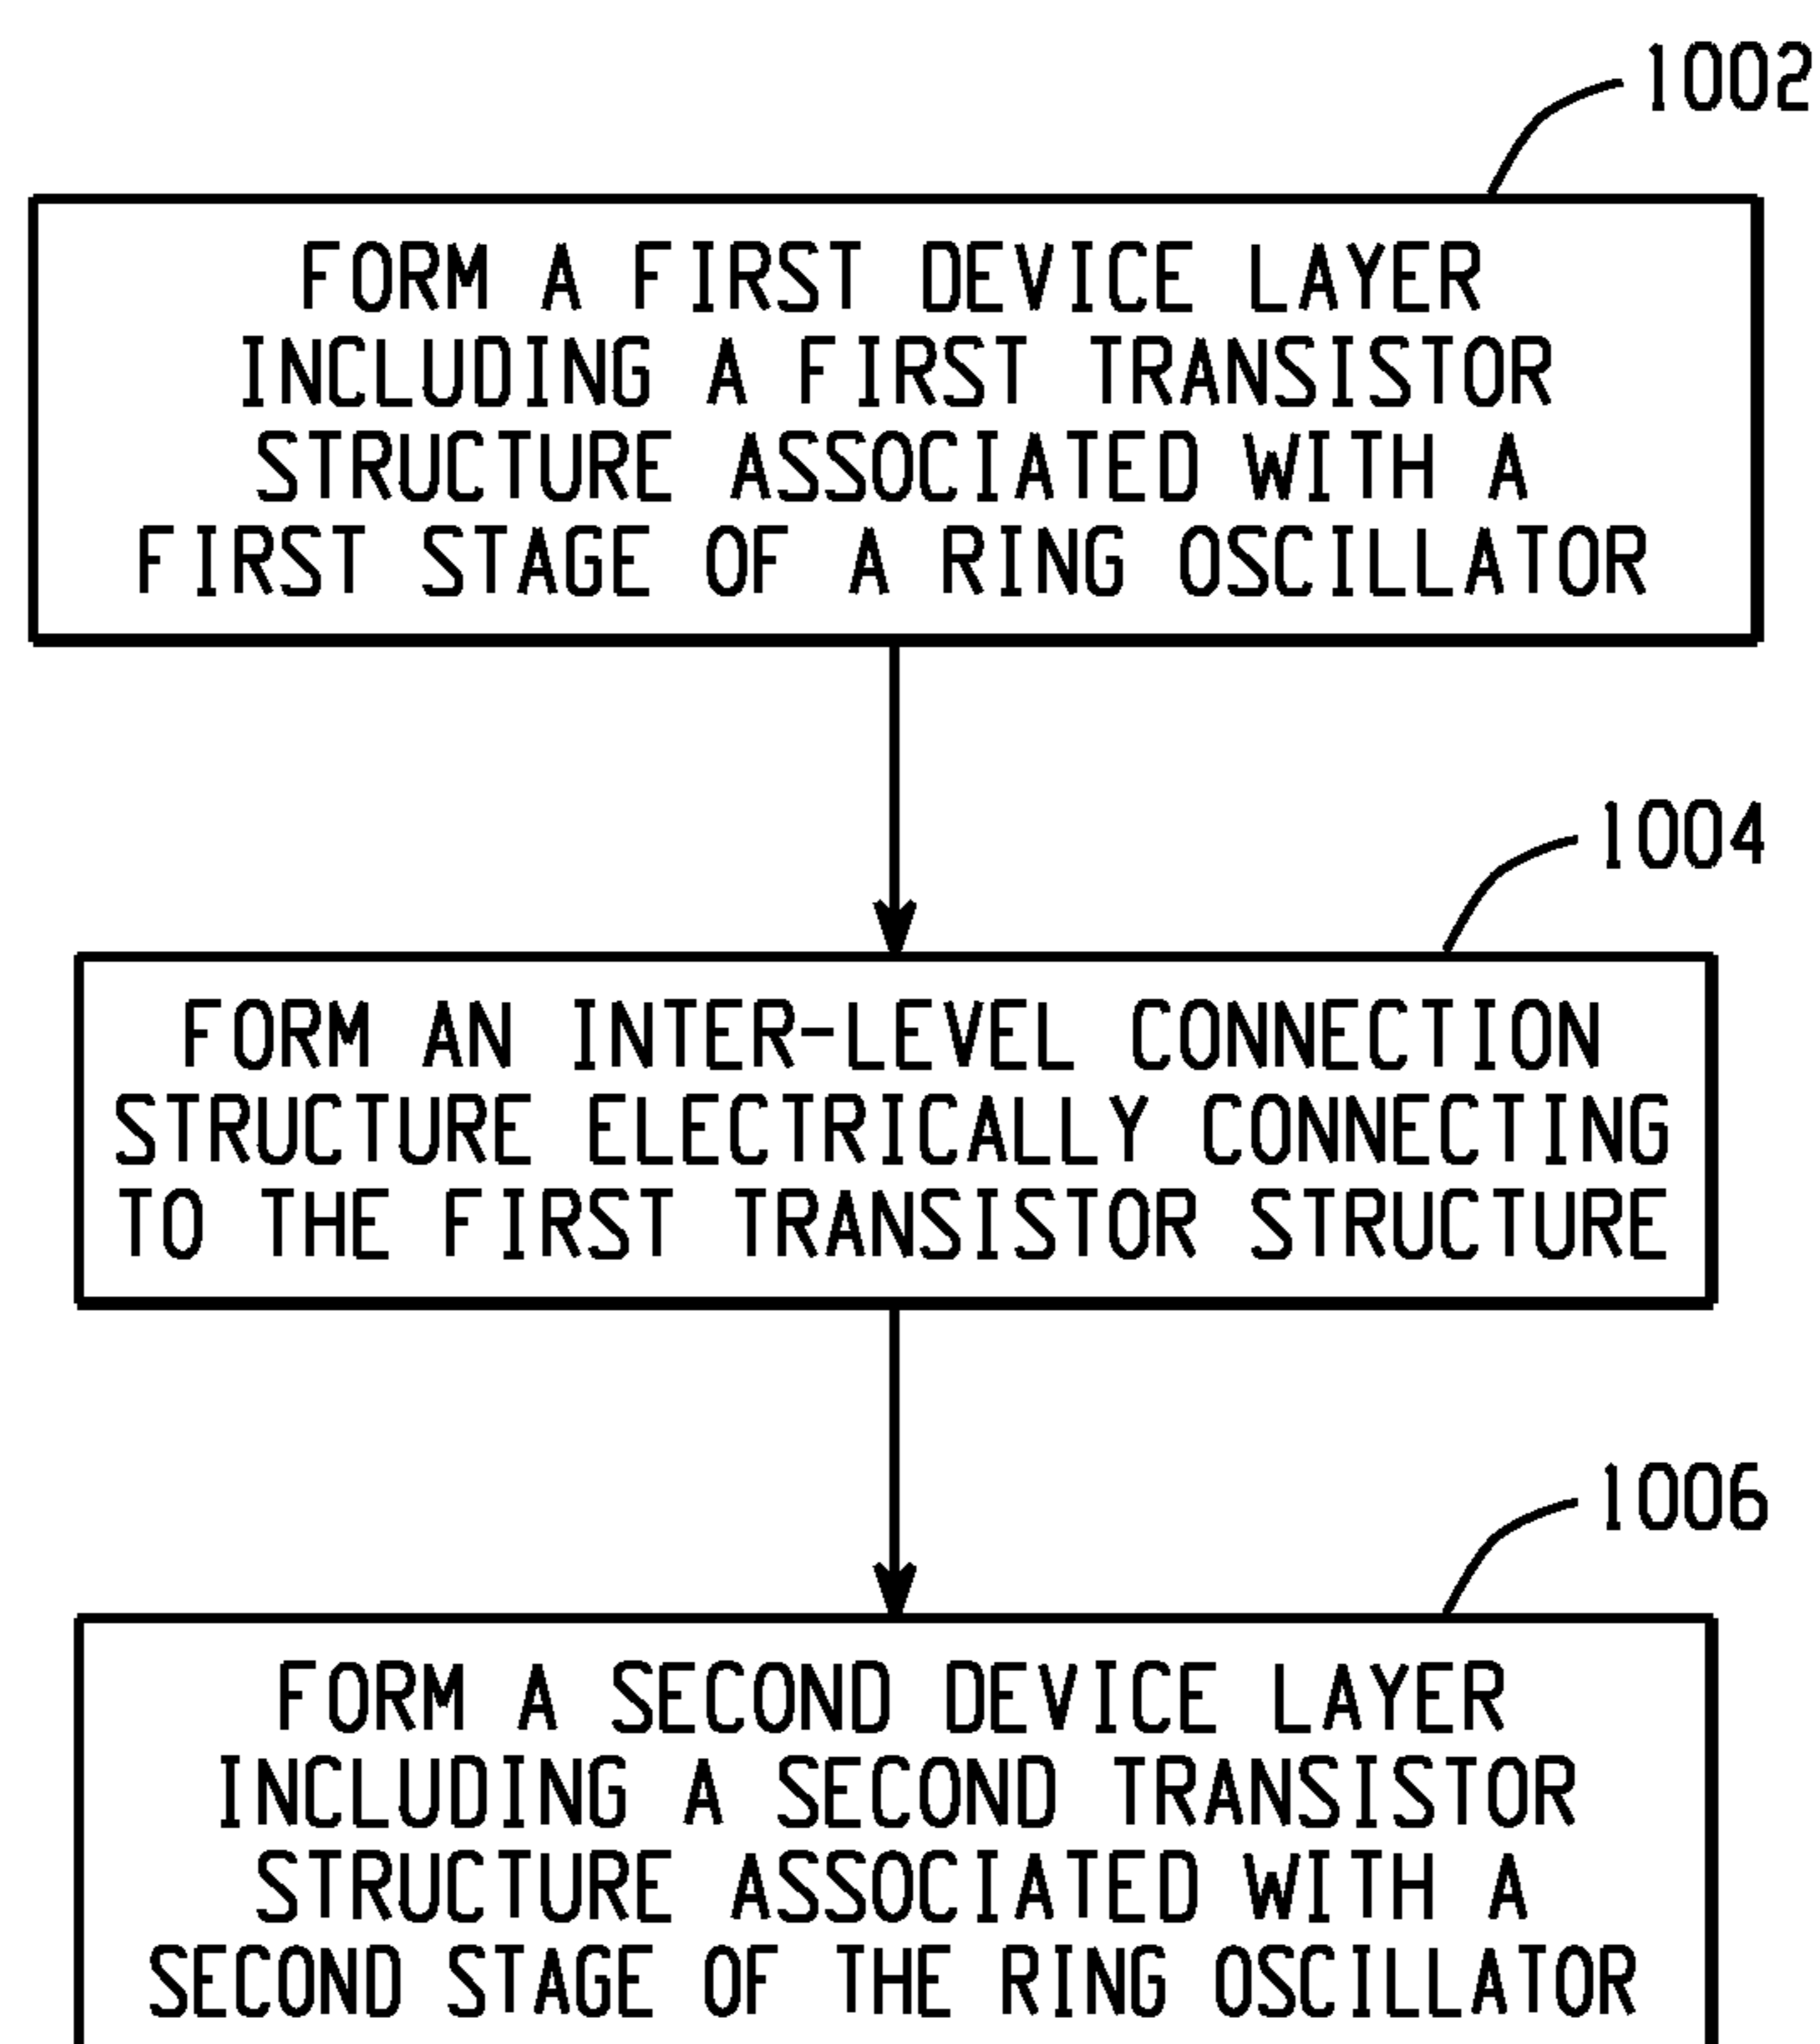 1002
FORM A FIRST DEVICE LAYER
INCLUDING A FIRST TRANSISTOR
STRUCTURE ASSOCIATED WITH A
FIRST STAGE OF A RING OSCILLATOR
1004
FORM AN INTER-LEVEL CONNECTION
STRUCTURE ELECTRICALLY CONNECTING
TO THE FIRST TRANSISTOR STRUCTURE
1006
FORM A SECOND DEVICE LAYER
INCLUDING A SECOND TRANSISTOR
STRUCTURE ASSOCIATED WITH A
SECOND STAGE OF THE RING OSCILLATOR